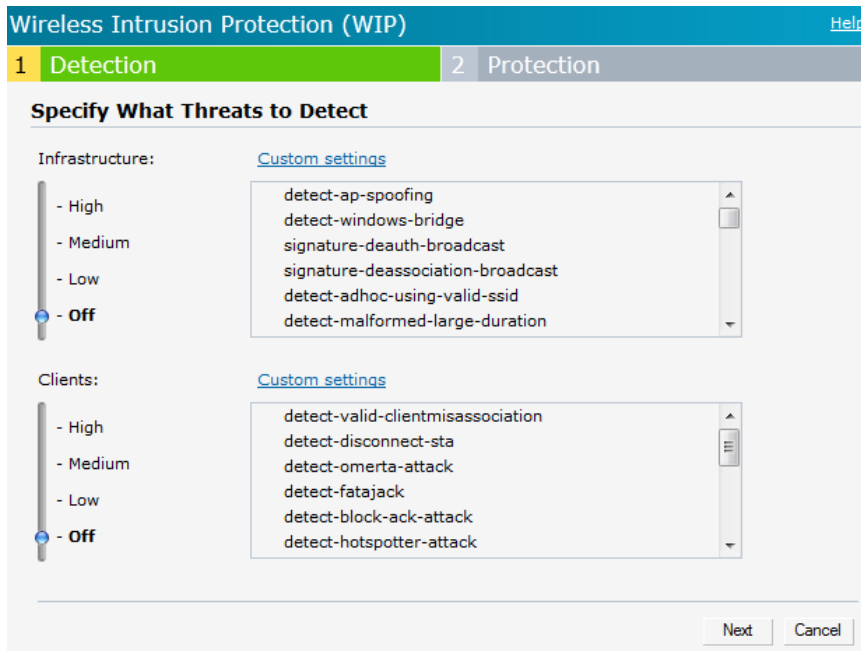 Wireless Intrusion Protection (WIP) Help
1 Detection 2 Protection
Specify What Threats to Detect
Infrastructure: Custom settings
- High
- Medium
- Low
- Off
detect-ap-spoofing
detect-windows-bridge
signature-deauth-broadcast
signature-deassociation-broadcast
detect-adhoc-using-valid-ssid
detect-malformed-large-duration
Clients: Custom settings
- High
- Medium
- Low
- Off
detect-valid-clientmisassociation
detect-disconnect-sta
detect-omerta-attack
detect-fatajack
detect-block-ack-attack
detect-hotspotter-attack
Next Cancel